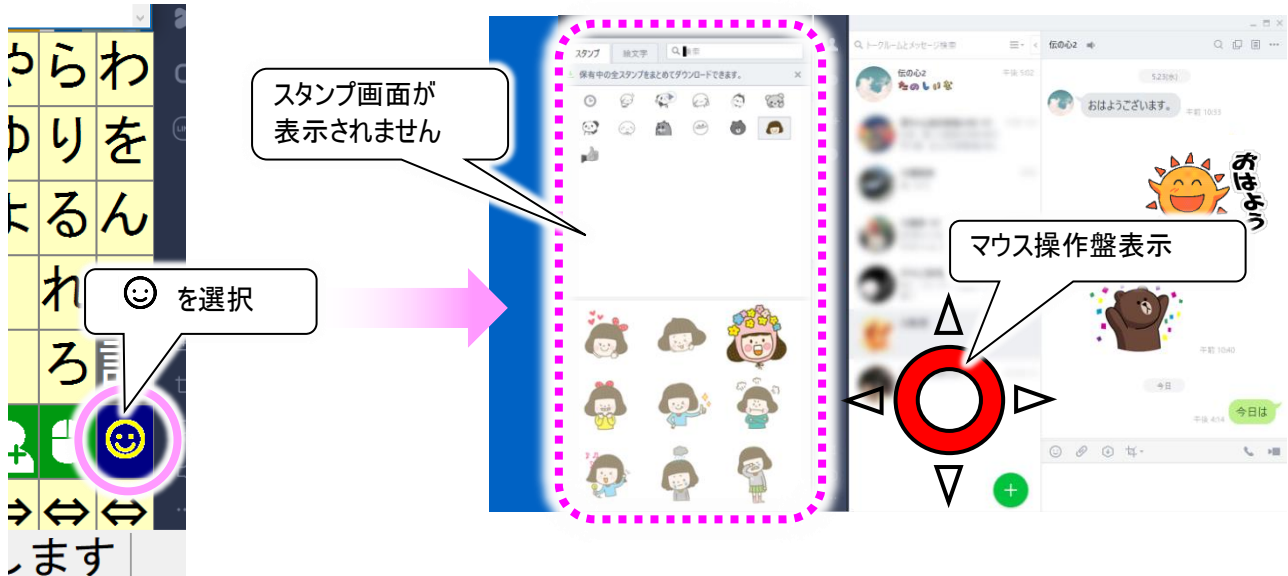 や ら わ
ゆ り を
よ る ん
れ
ろ
します
☺ を選択
スタンプ画面が
表示されません
スタンプ 絵文字
保有中の全スタンプをまとめてダウンロードできます。 ×
トークルームとメッセージ検索
伝の心2 午後 5:02
たのしいな
マウス操作盤表示
伝の心2
5.23(水)
おはようございます。
午前 10:55
おはよう
午前 10:40
今日
午後 4:14
今日は